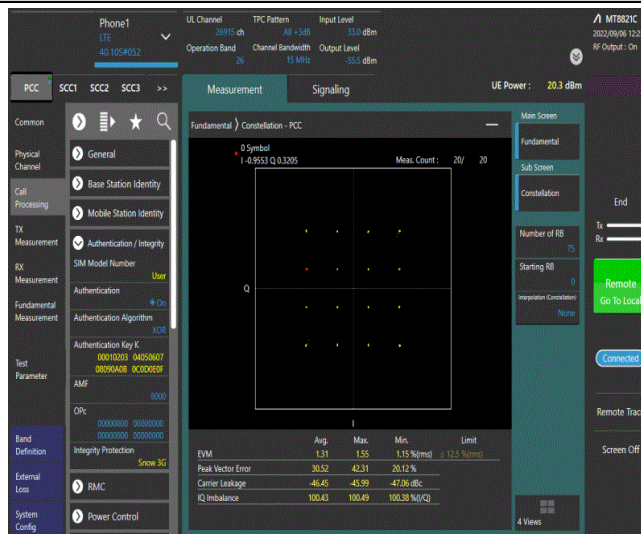 Phone1
LTE
40.10S#052
UL Channel
26915 ch
TPC Pattern
All +3dB
Input Level
33.0 dBm
Operation Band
26
Channel Bandwidth
15 MHz
Output Level
-55.5 dBm
MT8821C
2022/09/06 12:2
RF Output : On
PCC
SCC1
SCC2
SCC3
>>
Measurement
Signaling
UE Power : 20.3 dBm
Common
Physical
Channel
Call
Processing
TX
Measurement
RX
Measurement
Fundamental
Measurement
Test
Parameter
Band
Definition
External
Loss
System
Config
General
Base Station Identity
Mobile Station Identity
Authentication / Integrity
SIM Model Number
User
Authentication
On
Authentication Algorithm
XOR
Authentication Key K
00010203 04050607
08090A0B 0C0D0E0F
AMF
8000
OPc
00000000 00000000
00000000 00000000
Integrity Protection
Snow 3G
RMC
Power Control
Fundamental 〉 Constellation - PCC
0 Symbol
I -0.9553 Q 0.3205
Meas. Count : 20/ 20
Q
I
Avg. Max. Min. Limit
EVM 1.31 1.55 1.15 %(rms) ≤ 12.5 %(rms)
Peak Vector Error 30.52 42.31 20.12 %
Carrier Leakage -46.45 -45.99 -47.06 dBc
IQ Imbalance 100.43 100.49 100.38 %(I/Q)
Main Screen
Fundamental
Sub Screen
Constellation
Number of RB
75
Starting RB
0
Interpolation (Constellation)
None
4 Views
End
Tx
Rx
Remote
Go To Local
Connected
Remote Trac
Screen Off